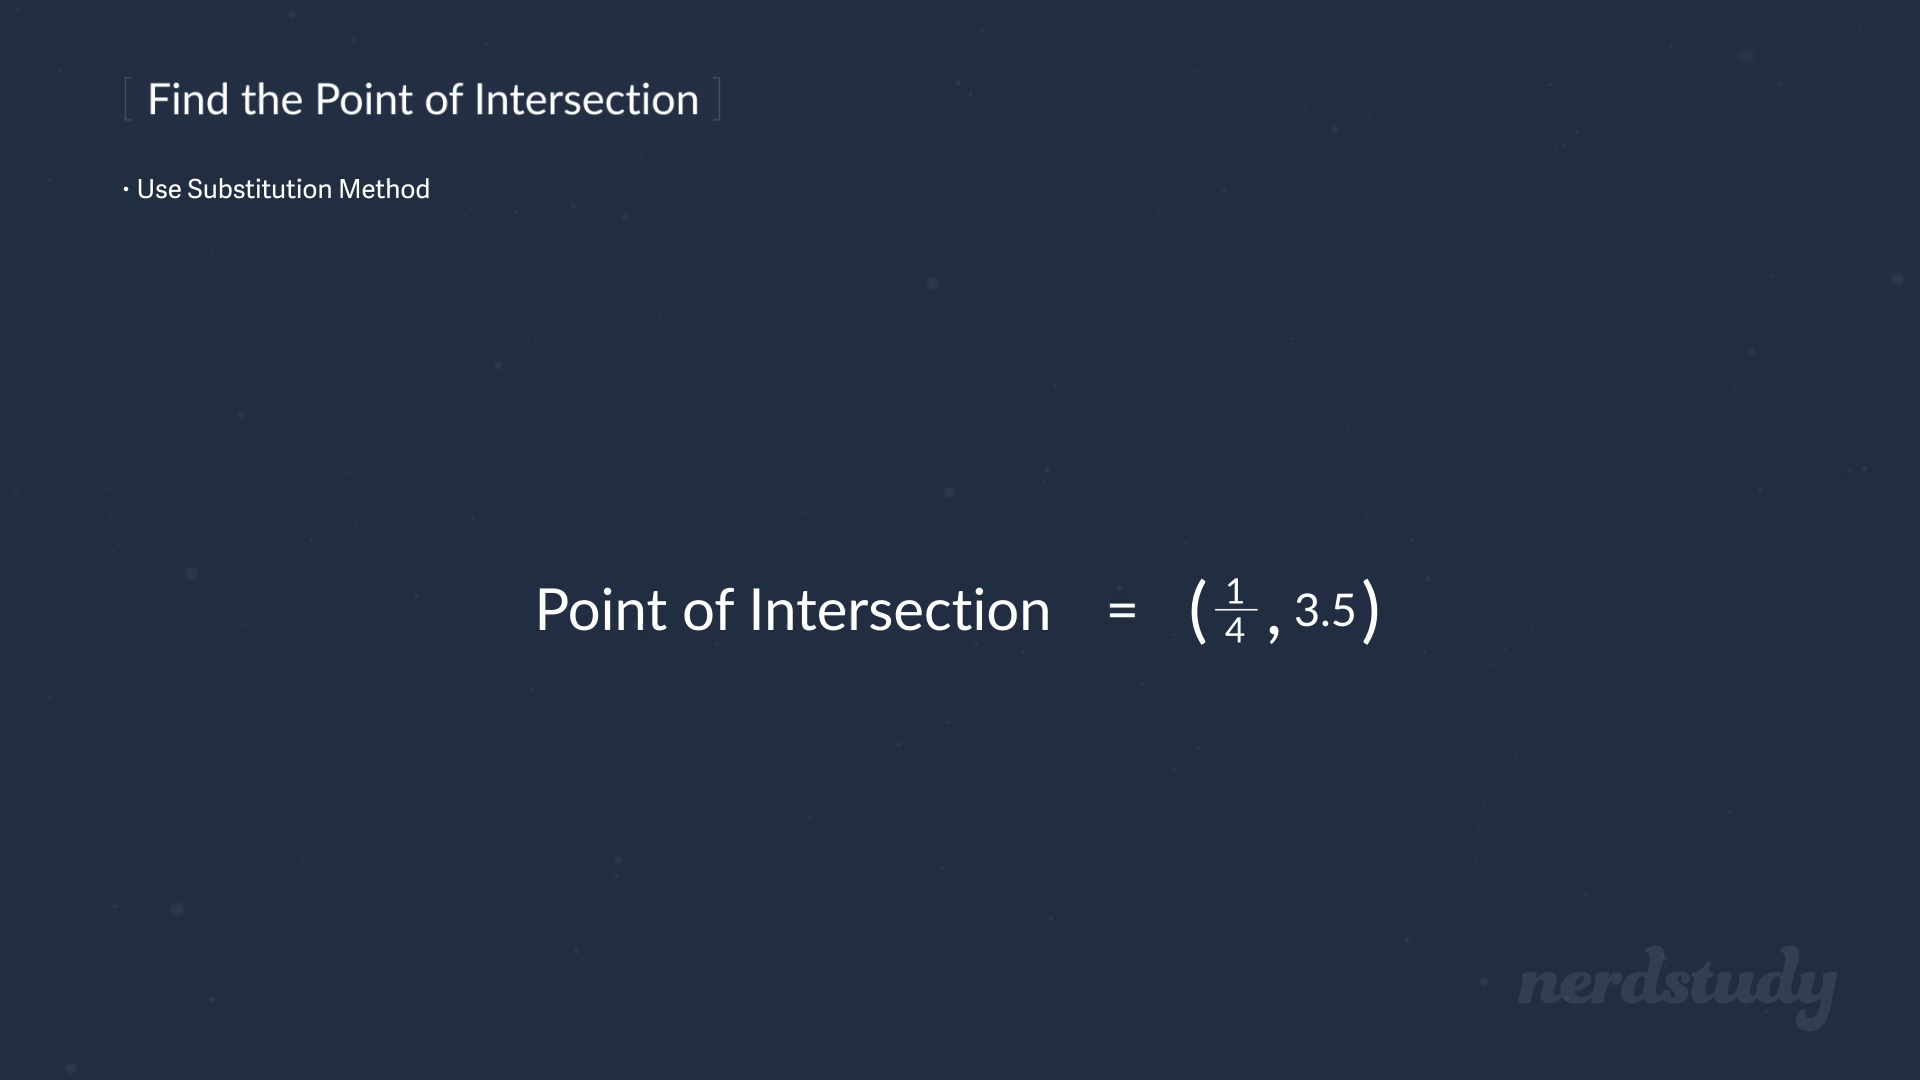 [ Find the Point of Intersection ]
• Use Substitution Method
Point of Intersection = (1/4, 3.5)
nerdstudy